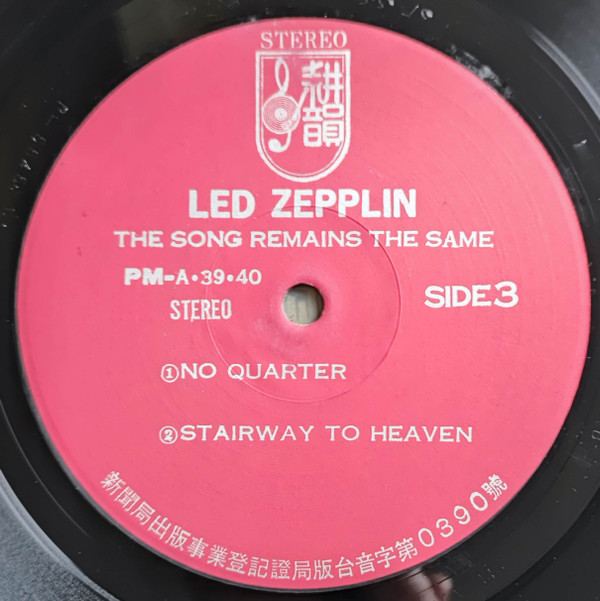 STEREO
耕韻
LED ZEPPLIN
THE SONG REMAINS THE SAME
PM-A•39•40
STEREO
SIDE3
①NO QUARTER
②STAIRWAY TO HEAVEN
新聞局出版事業登記證局版台音字第0390號